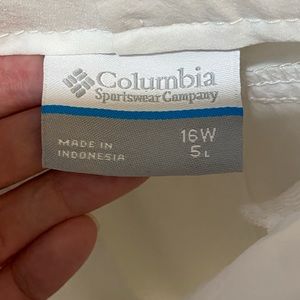 Columbia
Sportswear Company
MADE IN
INDONESIA
16W
5L